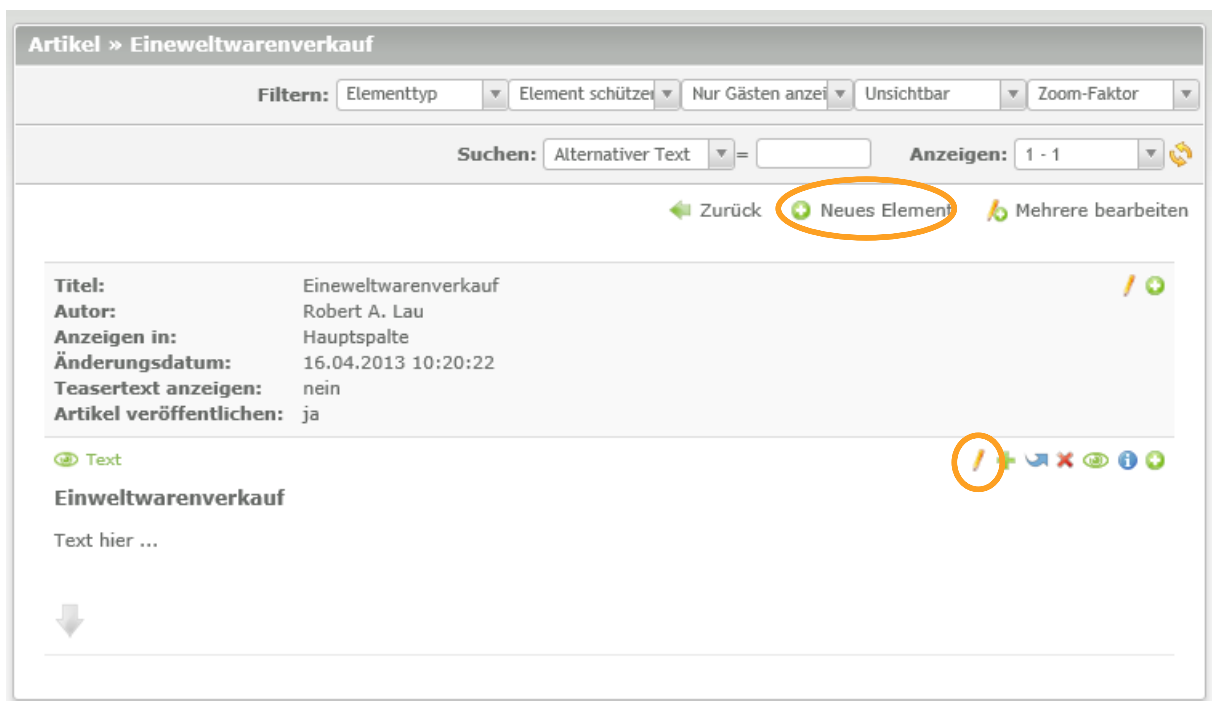 Artikel » Eineweltwarenverkauf
Filtern: Elementtyp Element schützen Nur Gästen anzei Unsichtbar Zoom-Faktor
Suchen: Alternativer Text = Anzeigen: 1 - 1
Zurück Neues Element Mehrere bearbeiten
Titel: Eineweltwarenverkauf
Autor: Robert A. Lau
Anzeigen in: Hauptspalte
Änderungsdatum: 16.04.2013 10:20:22
Teasertext anzeigen: nein
Artikel veröffentlichen: ja
Text
Einweltwarenverkauf
Text hier ...